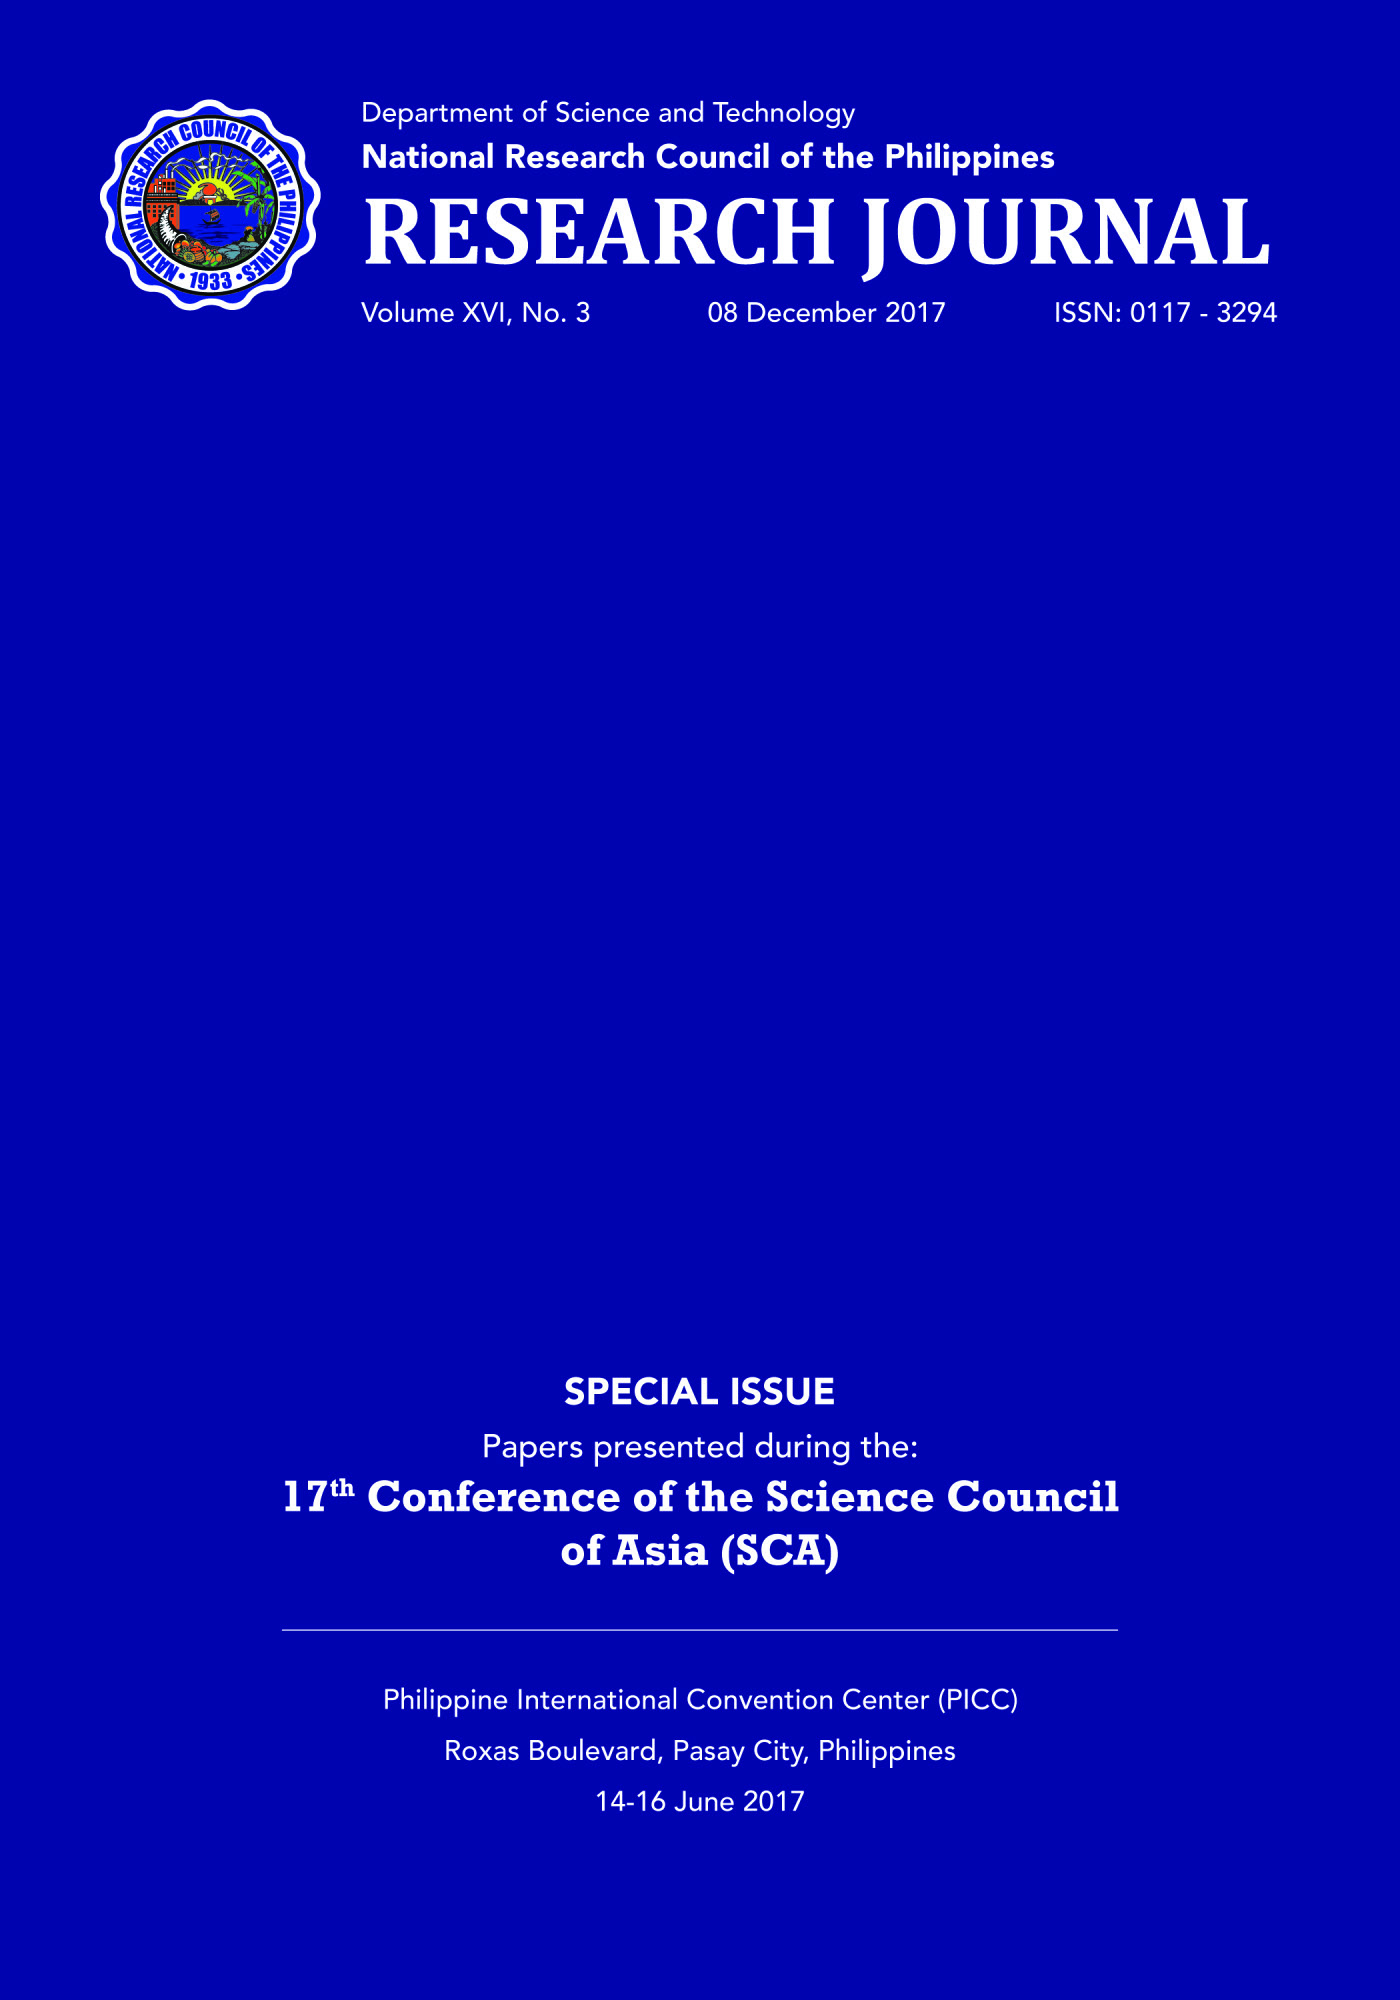 NATIONAL RESEARCH COUNCIL OF THE PHILIPPINES
• 1933 •
Department of Science and Technology
National Research Council of the Philippines
RESEARCH JOURNAL
Volume XVI, No. 3 08 December 2017 ISSN: 0117 - 3294
SPECIAL ISSUE
Papers presented during the:
17th Conference of the Science Council
of Asia (SCA)
Philippine International Convention Center (PICC)
Roxas Boulevard, Pasay City, Philippines
14-16 June 2017